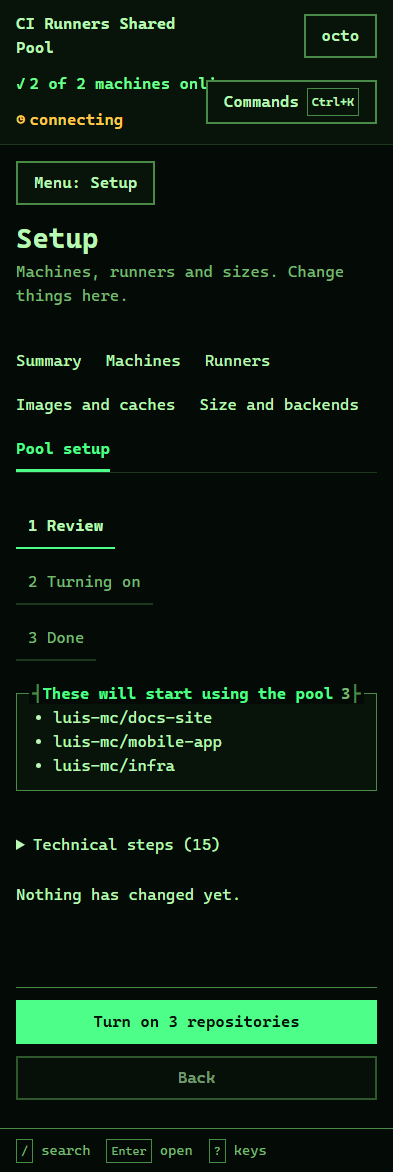 CI Runners Shared
Pool
octo
✓ 2 of 2 machines
Commands Ctrl+K
connecting
Menu: Setup
Setup
Machines, runners and sizes. Change
things here.
Summary Machines Runners
Images and caches Size and backends
Pool setup
1 Review
2 Turning on
3 Done
These will start using the pool 3
• luis-mc/docs-site
• luis-mc/mobile-app
• luis-mc/infra
▶ Technical steps (15)
Nothing has changed yet.
Turn on 3 repositories
Back
/ search Enter open ? keys